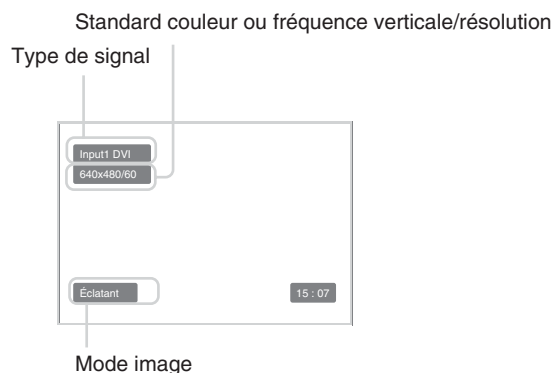 Standard couleur ou fréquence verticale/résolution
Type de signal
Input1 DVI
640x480/60
Éclatant
15 : 07
Mode image